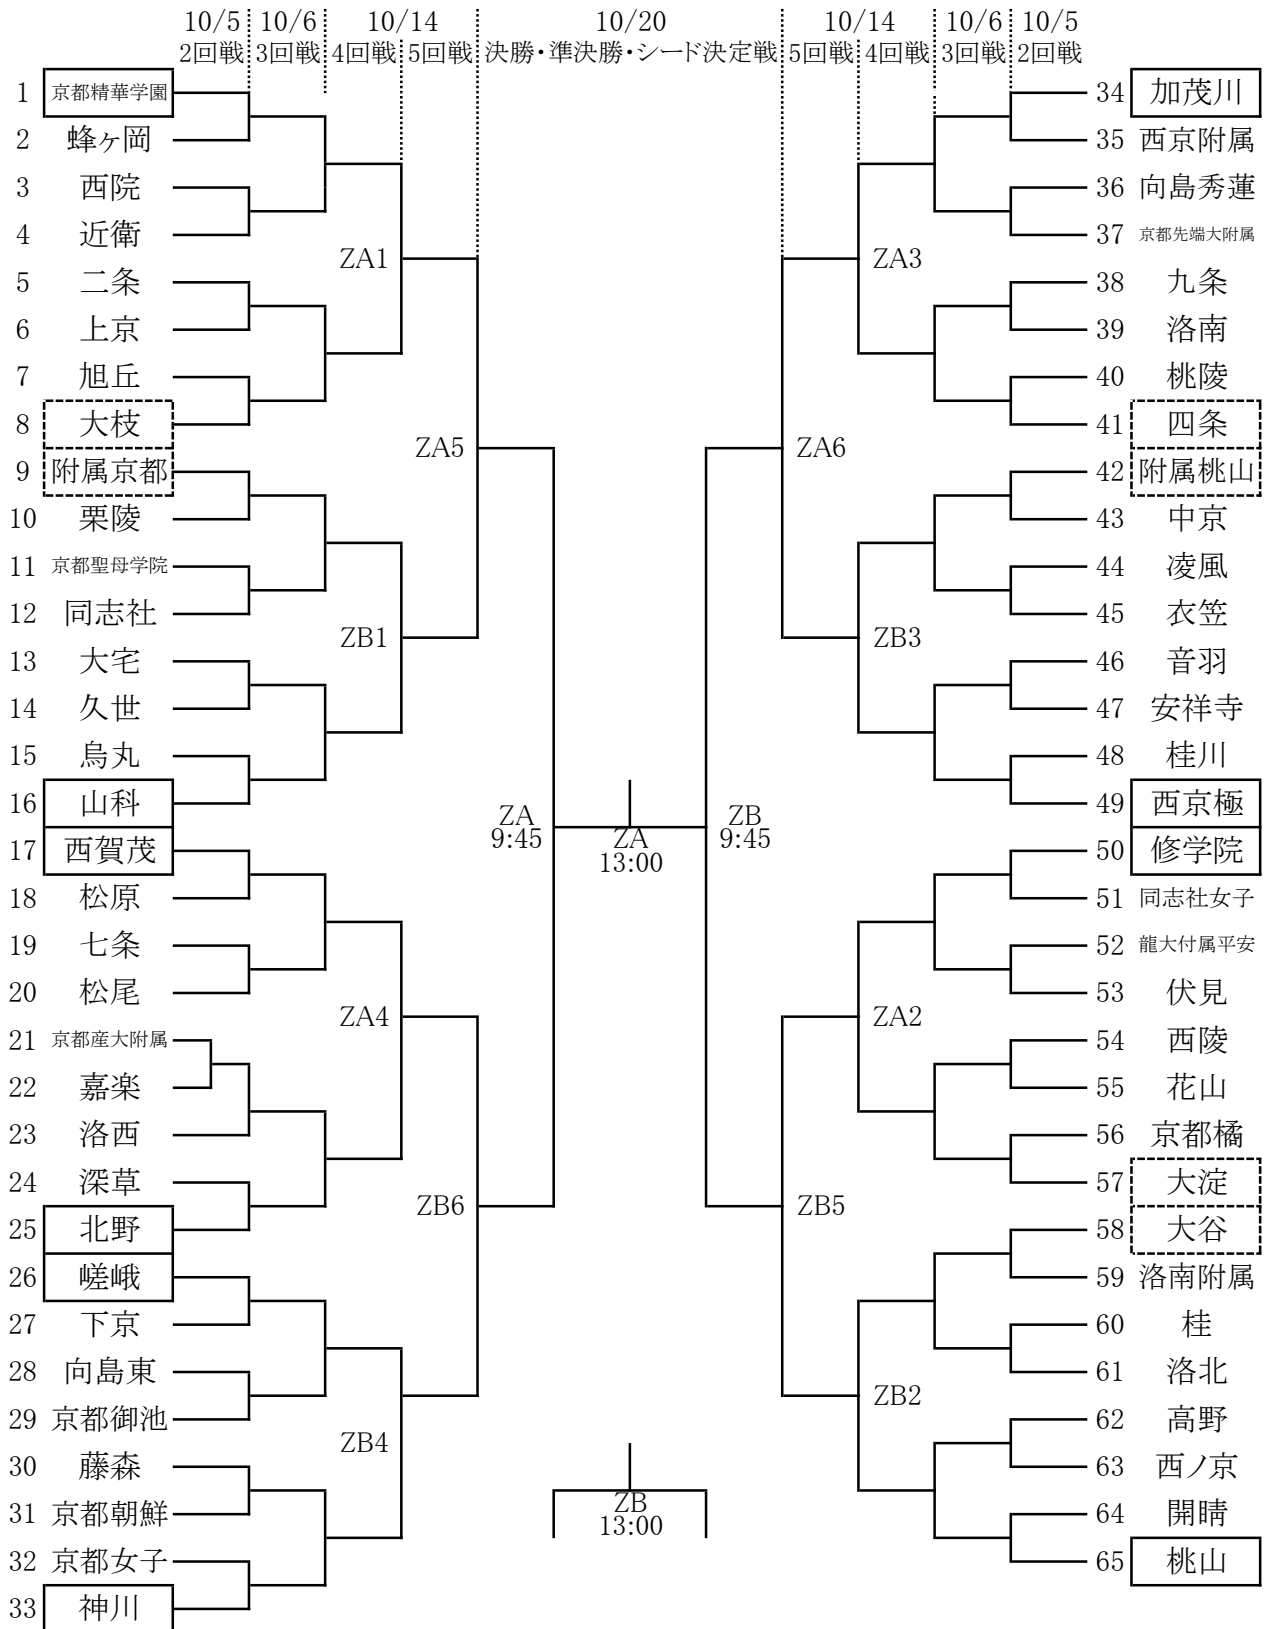 10/5 10/6 10/14 10/20 10/14 10/6 10/5
2回戦 3回戦 4回戦 5回戦 決勝・準決勝・シード決定戦 5回戦 4回戦 3回戦 2回戦
1 京都精華学園
2 蜂ヶ岡
3 西院
4 近衛
5 二条
6 上京
7 旭丘
8 大枝
9 附属京都
10 栗陵
11 京都聖母学院
12 同志社
13 大宅
14 久世
15 烏丸
16 山科
17 西賀茂
18 松原
19 七条
20 松尾
21 京都産大附属
22 嘉楽
23 洛西
24 深草
25 北野
26 嵯峨
27 下京
28 向島東
29 京都御池
30 藤森
31 京都朝鮮
32 京都女子
33 神川
ZA1
ZB1
ZA4
ZB4
ZA5
ZB6
ZA
9:45
ZA
13:00
ZB
9:45
ZB
13:00
ZA6
ZB5
ZA3
ZB3
ZA2
ZB2
34 加茂川
35 西京附属
36 向島秀蓮
37 京都先端大附属
38 九条
39 洛南
40 桃陵
41 四条
42 附属桃山
43 中京
44 凌風
45 衣笠
46 音羽
47 安祥寺
48 桂川
49 西京極
50 修学院
51 同志社女子
52 龍大付属平安
53 伏見
54 西陵
55 花山
56 京都橘
57 大淀
58 大谷
59 洛南附属
60 桂
61 洛北
62 高野
63 西ノ京
64 開晴
65 桃山